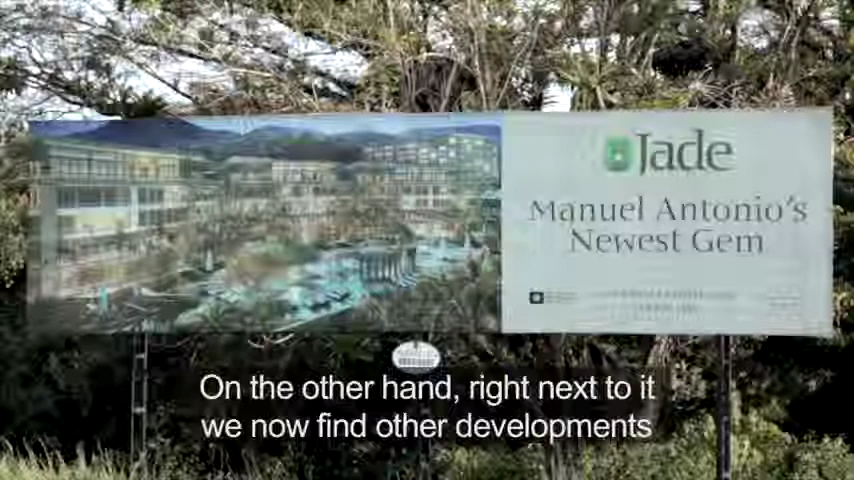 Jade
Manuel Antonio's
Newest Gem
On the other hand, right next to it
we now find other developments